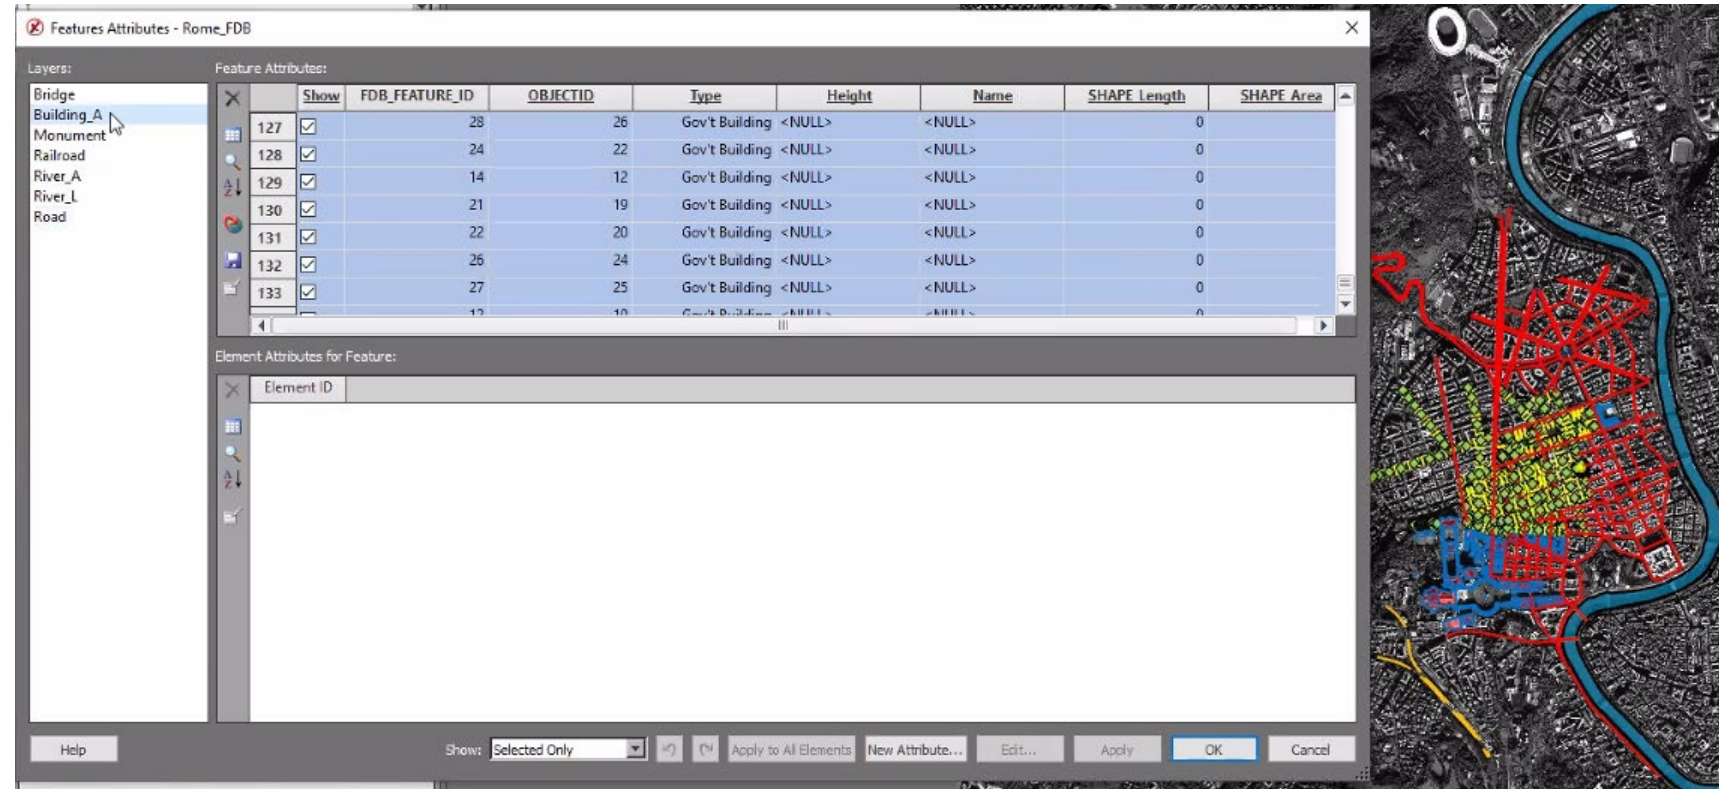 Features Attributes - Rome_FDB
Layers:
Bridge
Building_A
Monument
Railroad
River_A
River_L
Road
Feature Attributes:
Show FDB_FEATURE_ID OBJECTID Type Height Name SHAPE Length SHAPE Area
127 28 26 Gov't Building <NULL> <NULL> 0
128 24 22 Gov't Building <NULL> <NULL> 0
129 14 12 Gov't Building <NULL> <NULL> 0
130 21 19 Gov't Building <NULL> <NULL> 0
131 22 20 Gov't Building <NULL> <NULL> 0
132 26 24 Gov't Building <NULL> <NULL> 0
133 27 25 Gov't Building <NULL> <NULL> 0
Element Attributes for Feature:
Element ID
Help
Show: Selected Only
Apply to All Elements
New Attribute...
Edit...
Apply
OK
Cancel